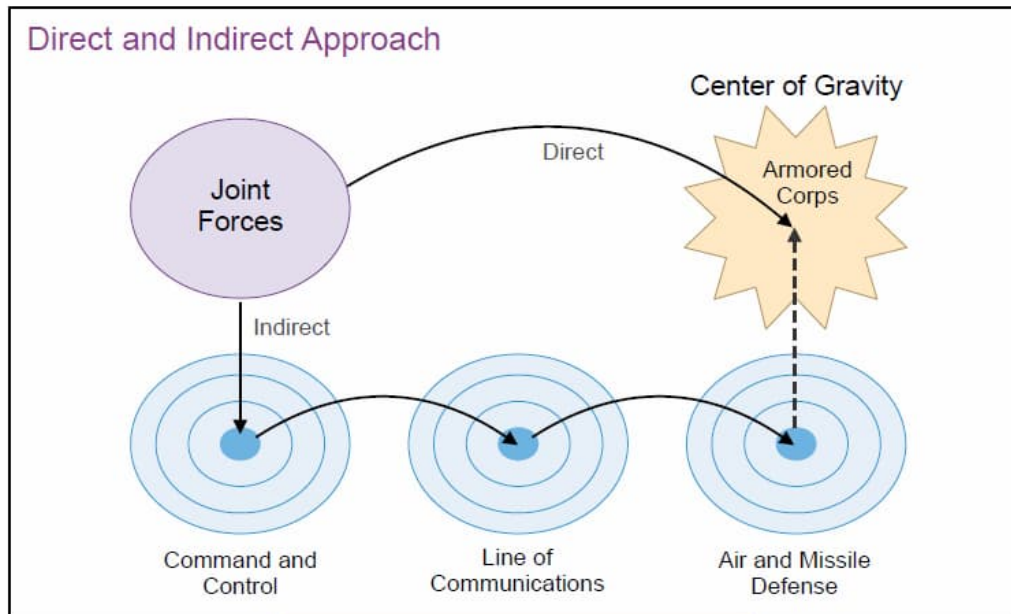 Direct and Indirect Approach
Center of Gravity
Direct
Armored
Corps
Joint
Forces
Indirect
Command and
Control
Line of
Communications
Air and Missile
Defense